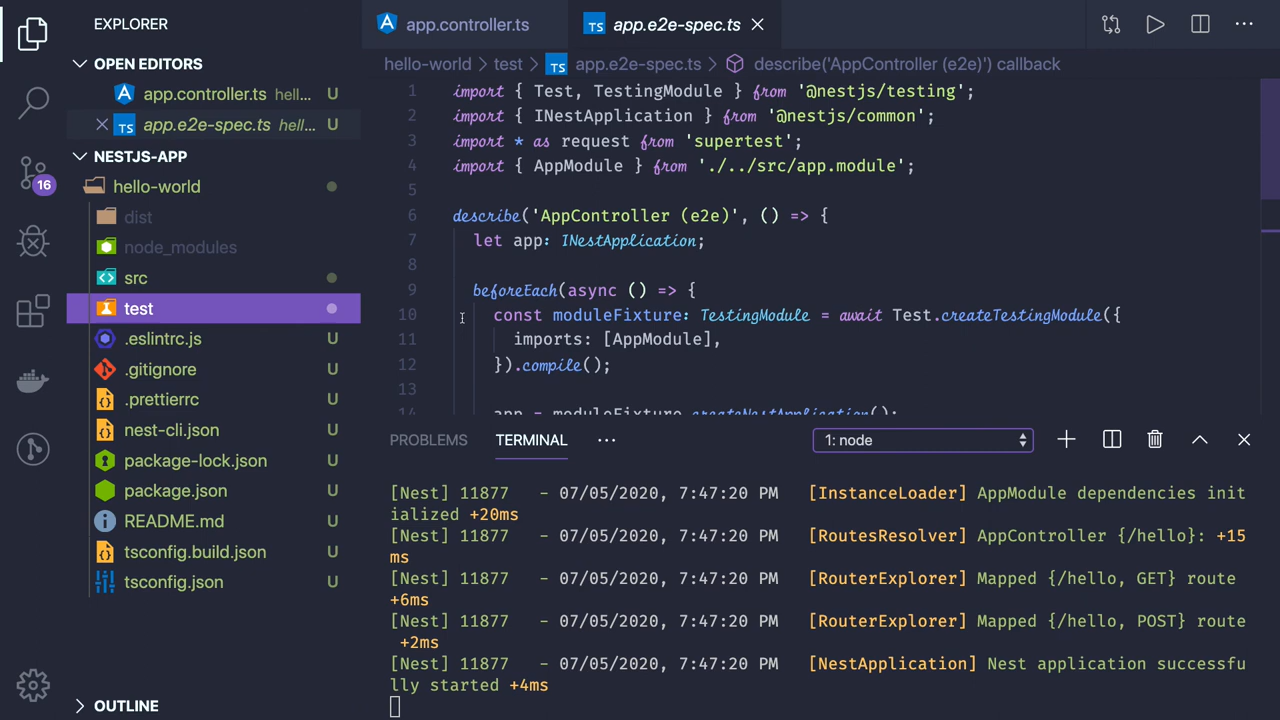 EXPLORER
OPEN EDITORS
app.controller.ts hell... U
app.e2e-spec.ts hell... U
NESTJS-APP
hello-world
dist
node_modules
src
test
.eslintrc.js U
.gitignore U
.prettierrc U
nest-cli.json U
package-lock.json U
package.json U
README.md U
tsconfig.build.json U
tsconfig.json U
OUTLINE
16
app.controller.ts
TS app.e2e-spec.ts
hello-world > test > TS app.e2e-spec.ts > describe('AppController (e2e)') callback
1 import { Test, TestingModule } from '@nestjs/testing';
2 import { INestApplication } from '@nestjs/common';
3 import * as request from 'supertest';
4 import { AppModule } from './../src/app.module';
5
6 describe('AppController (e2e)', () => {
7 let app: INestApplication;
8
9 beforeEach(async () => {
10 const moduleFixture: TestingModule = await Test.createTestingModule({
11 imports: [AppModule],
12 }).compile();
13
14 app = moduleFixture.createNestApplication();
PROBLEMS TERMINAL ... 1: node
[Nest] 11877 - 07/05/2020, 7:47:20 PM [InstanceLoader] AppModule dependencies init
ialized +20ms
[Nest] 11877 - 07/05/2020, 7:47:20 PM [RoutesResolver] AppController {/hello}: +15
ms
[Nest] 11877 - 07/05/2020, 7:47:20 PM [RouterExplorer] Mapped {/hello, GET} route
+6ms
[Nest] 11877 - 07/05/2020, 7:47:20 PM [RouterExplorer] Mapped {/hello, POST} route
+2ms
[Nest] 11877 - 07/05/2020, 7:47:20 PM [NestApplication] Nest application successfu
lly started +4ms